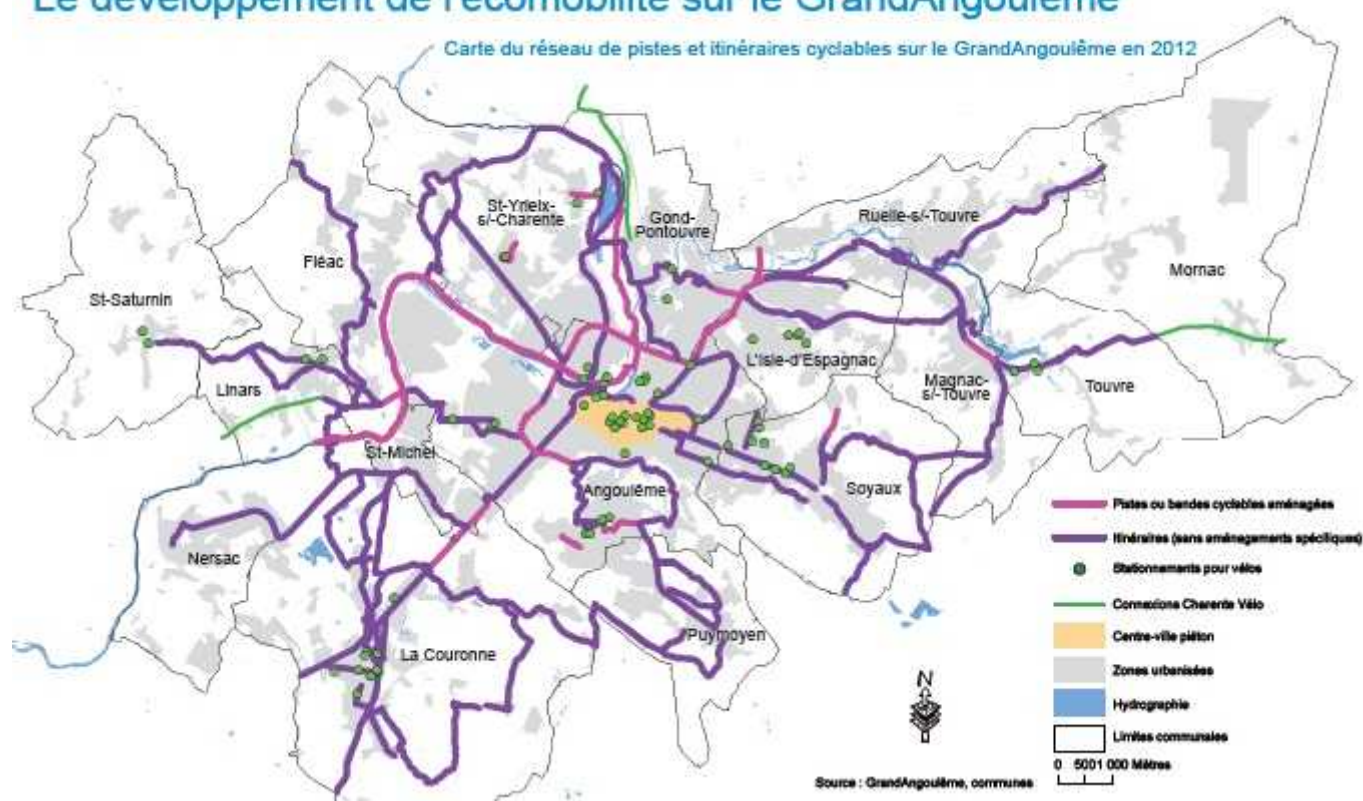 Le développement de l'écomobilité sur le GrandAngoulême
Carte du réseau de pistes et itinéraires cyclables sur le GrandAngoulême en 2012
St-Yrieix-
s/-Charente
Gond-
Pontouvre
Ruelle-s/-Touvre
Fléac
Mornac
St-Saturnin
L'Isle-d'Espagnac
Linars
Magnac-
s/-Touvre
Touvre
St-Michel
Angoulême
Soyaux
Nersac
Puymoyen
La Couronne
Pistes ou bandes cyclables aménagées
Itinéraires (sans aménagements spécifiques)
Stationnements pour vélos
Connexions Charente Vélo
Centre-ville piéton
Zones urbanisées
Hydrographie
Limites communales
N
0 5001 000 Mètres
Source : GrandAngoulême, communes